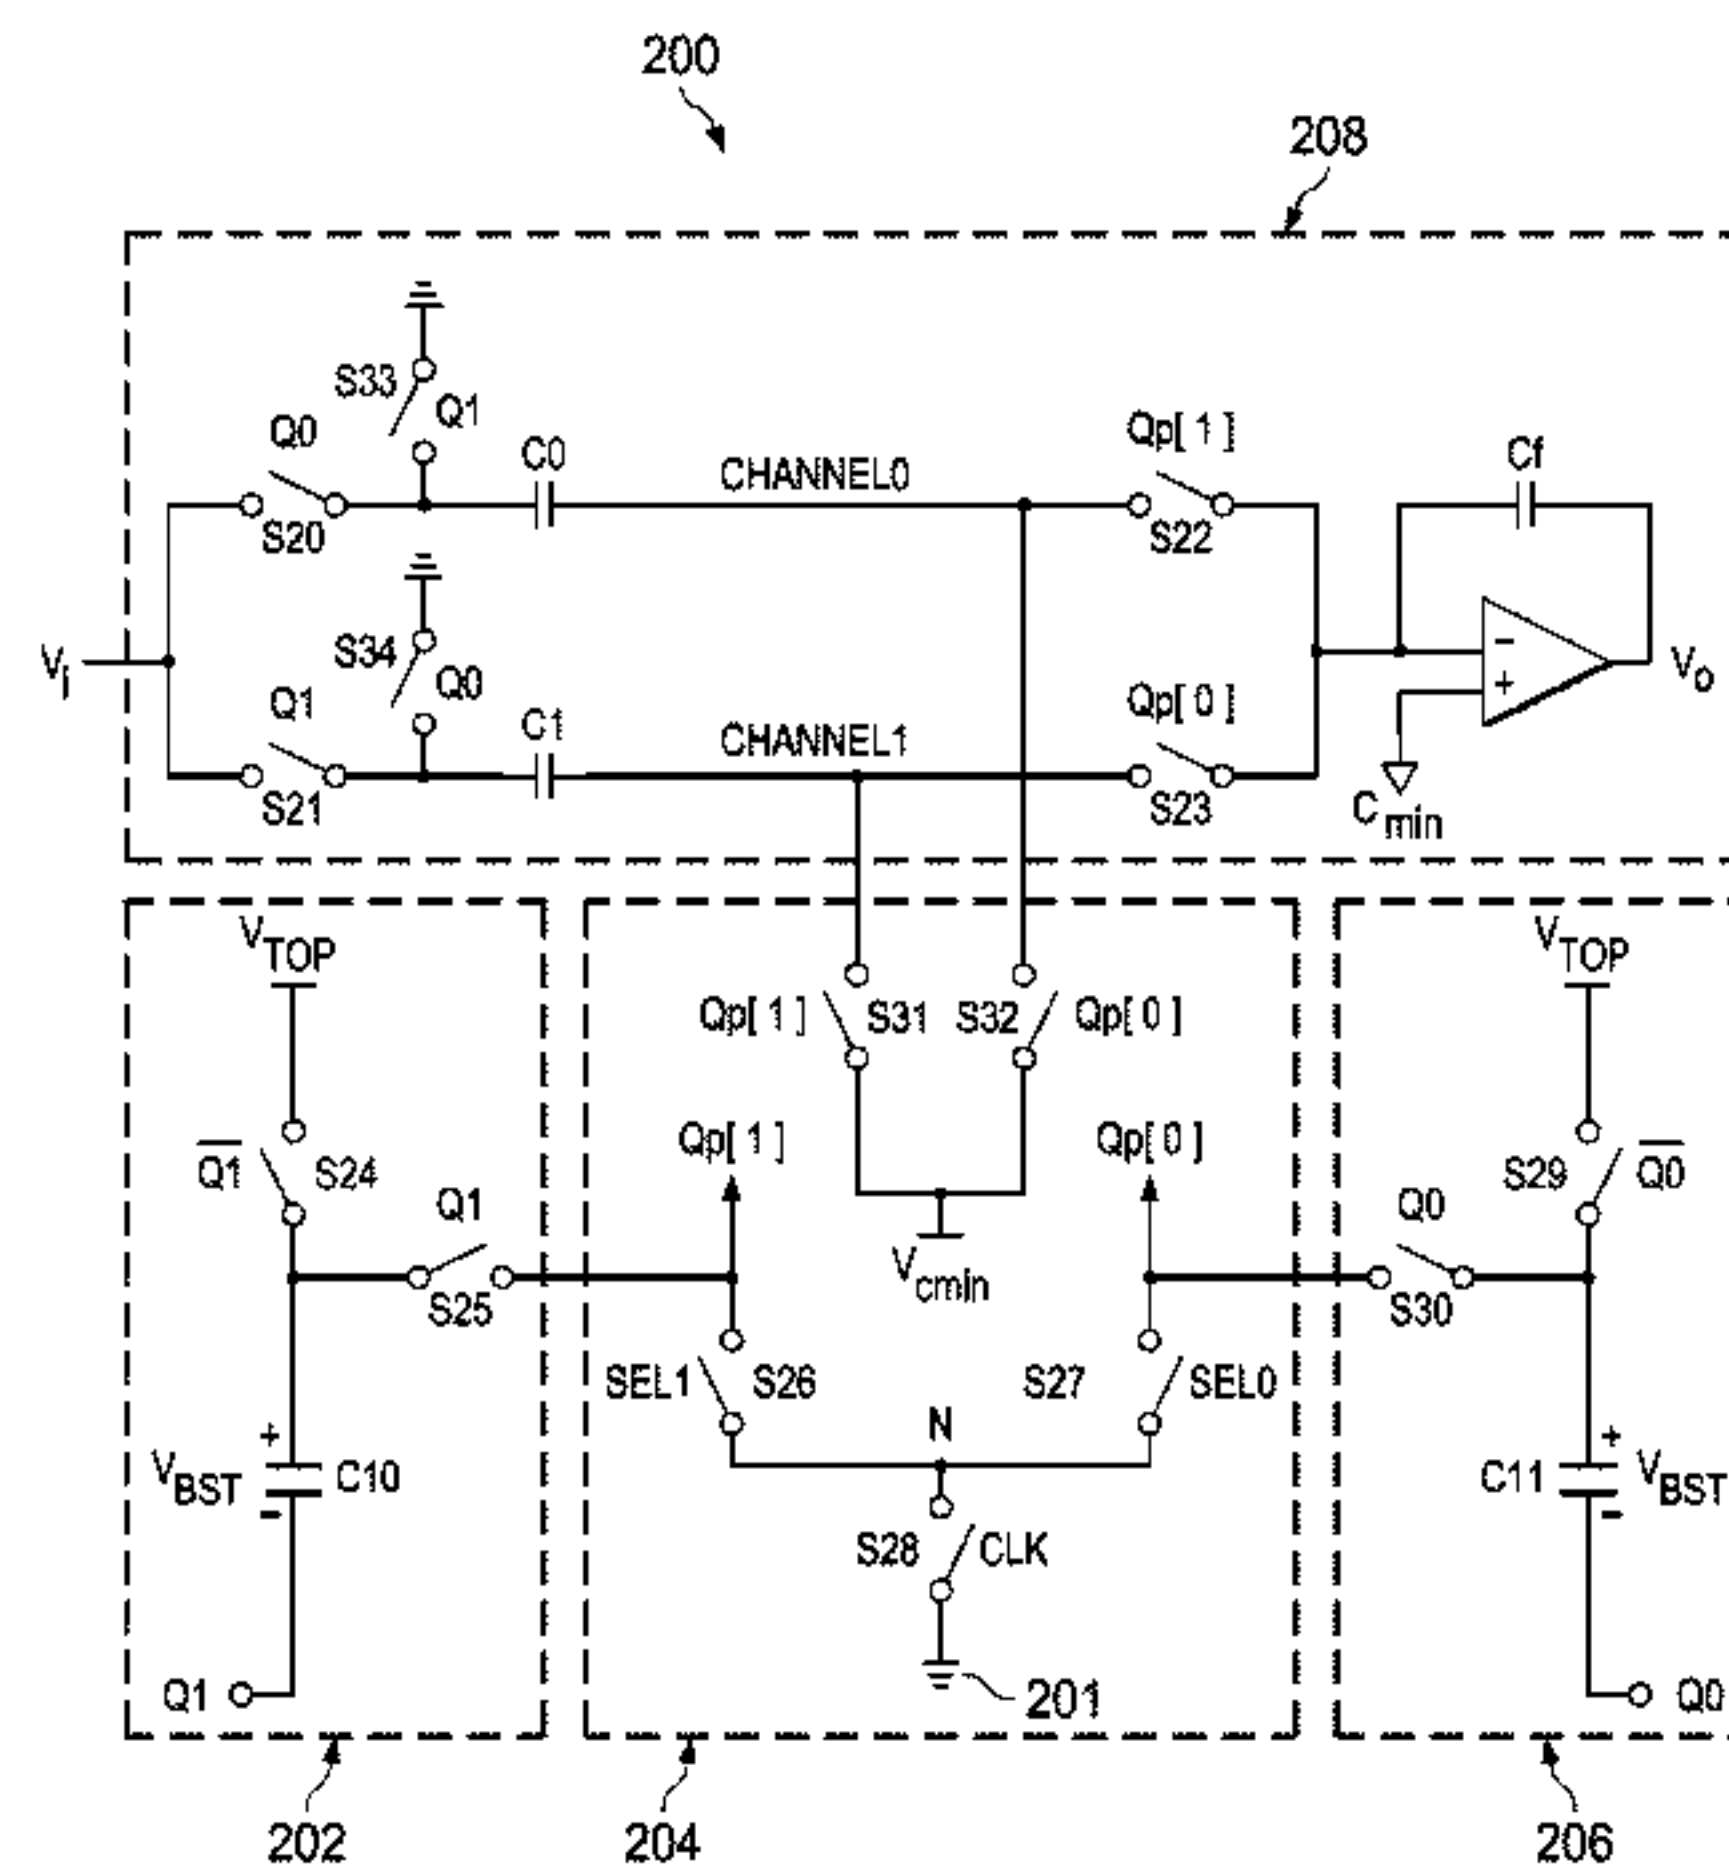 200
208
S33
Q1
Q0
S20
C0
CHANNEL0
Qp[1]
S22
Cf
Vi
S34
Q0
Q1
S21
C1
CHANNEL1
Qp[0]
S23
-
+
Cmin
Vo
VTOP
Q1
S24
Q1
S25
+
VBST
-
C10
Q1
202
Qp[1]
S31
S32
Qp[0]
Qp[1]
Qp[0]
Vcmin
SEL1
S26
S27
SEL0
N
S28
CLK
201
204
VTOP
S29
Q0
Q0
S30
C11
+
VBST
-
Q0
206